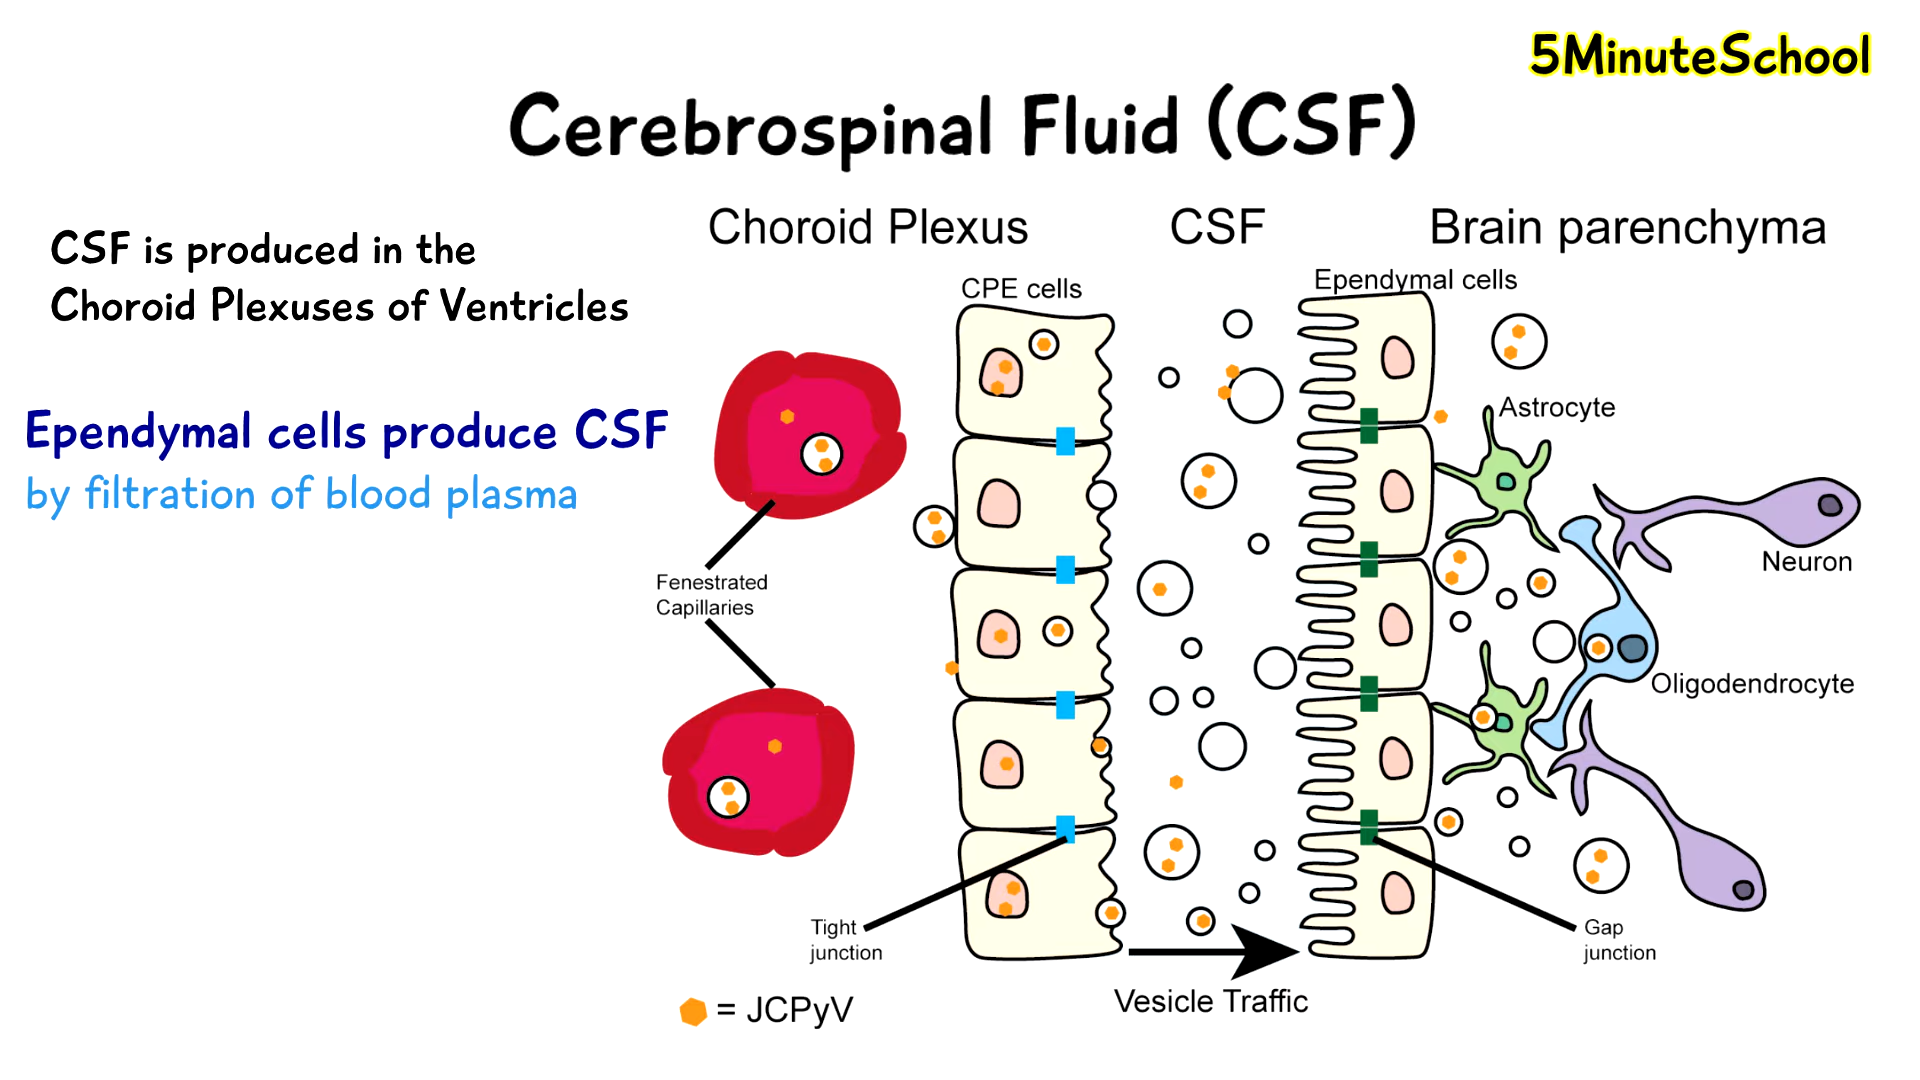 5MinuteSchool
Cerebrospinal Fluid (CSF)
CSF is produced in the
Choroid Plexuses of Ventricles
Ependymal cells produce CSF
by filtration of blood plasma
Choroid Plexus
CSF
Brain parenchyma
CPE cells
Ependymal cells
Astrocyte
Neuron
Fenestrated
Capillaries
Oligodendrocyte
Tight
junction
Gap
junction
Vesicle Traffic
= JCPyV